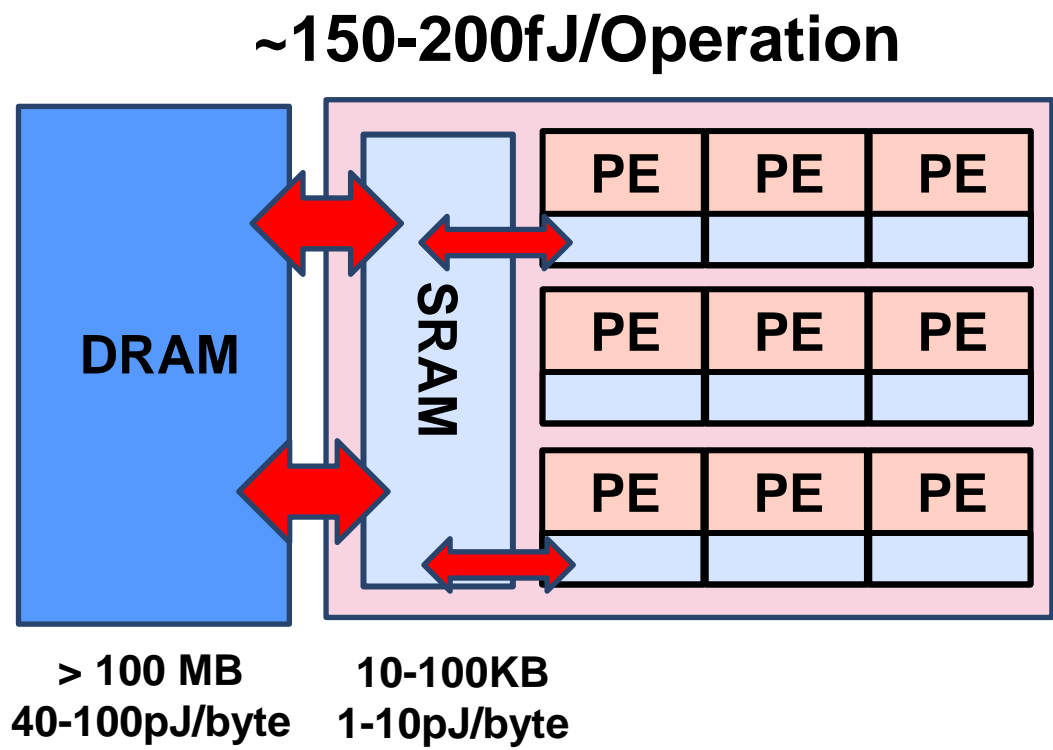 ~150-200fJ/Operation
DRAM
SRAM
PE PE PE
PE PE PE
PE PE PE
> 100 MB
40-100pJ/byte
10-100KB
1-10pJ/byte